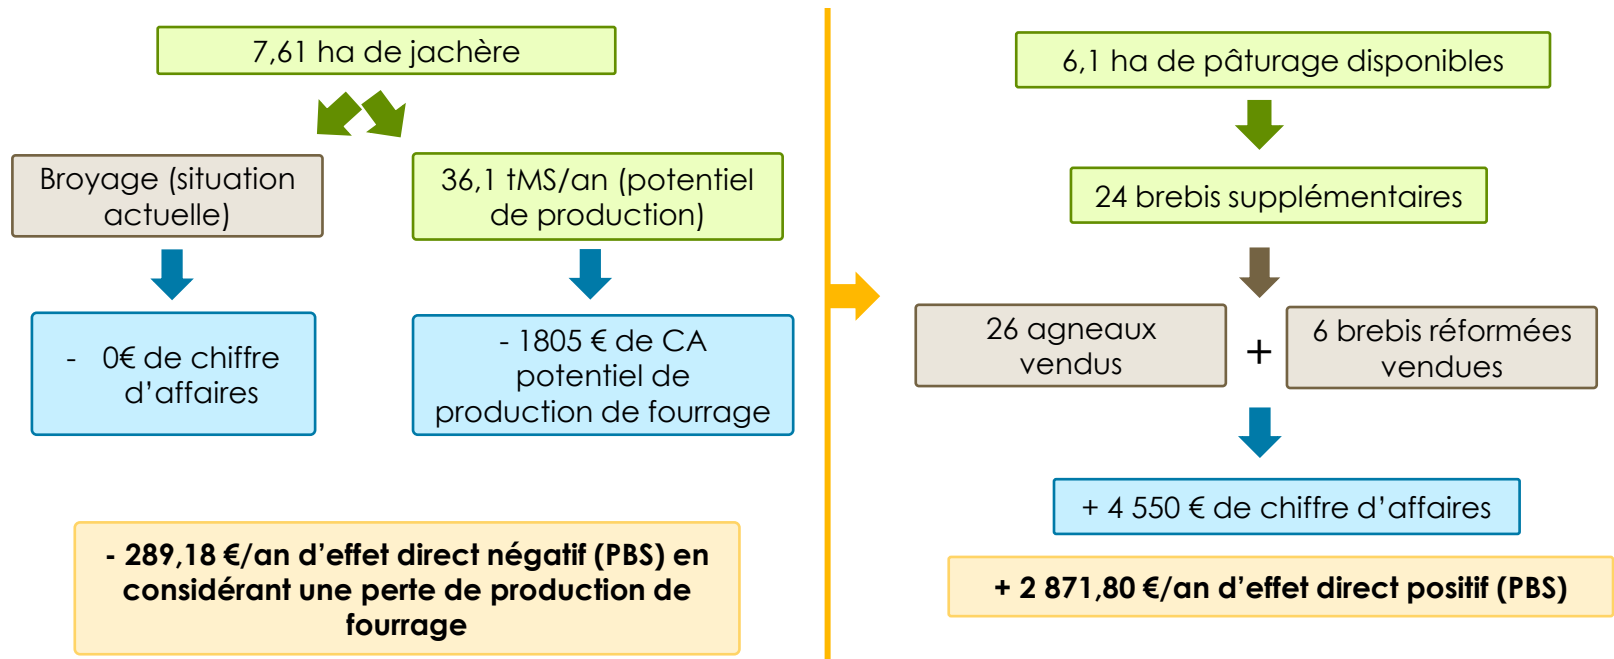 7,61 ha de jachère
Broyage (situation
actuelle)
36,1 tMS/an (potentiel
de production)
- 0€ de chiffre
d’affaires
- 1805 € de CA
potentiel de
production de fourrage
- 289,18 €/an d’effet direct négatif (PBS) en
considérant une perte de production de
fourrage
6,1 ha de pâturage disponibles
24 brebis supplémentaires
26 agneaux
vendus
+
6 brebis réformées
vendues
+ 4 550 € de chiffre d’affaires
+ 2 871,80 €/an d’effet direct positif (PBS)